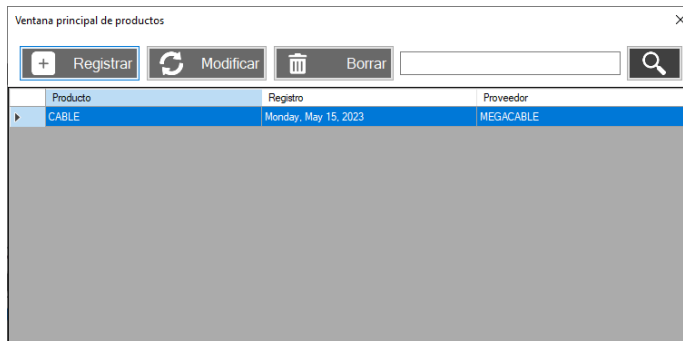 Ventana principal de productos
Registrar Modificar Borrar
Producto Registro Proveedor
CABLE Monday, May 15, 2023 MEGACABLE